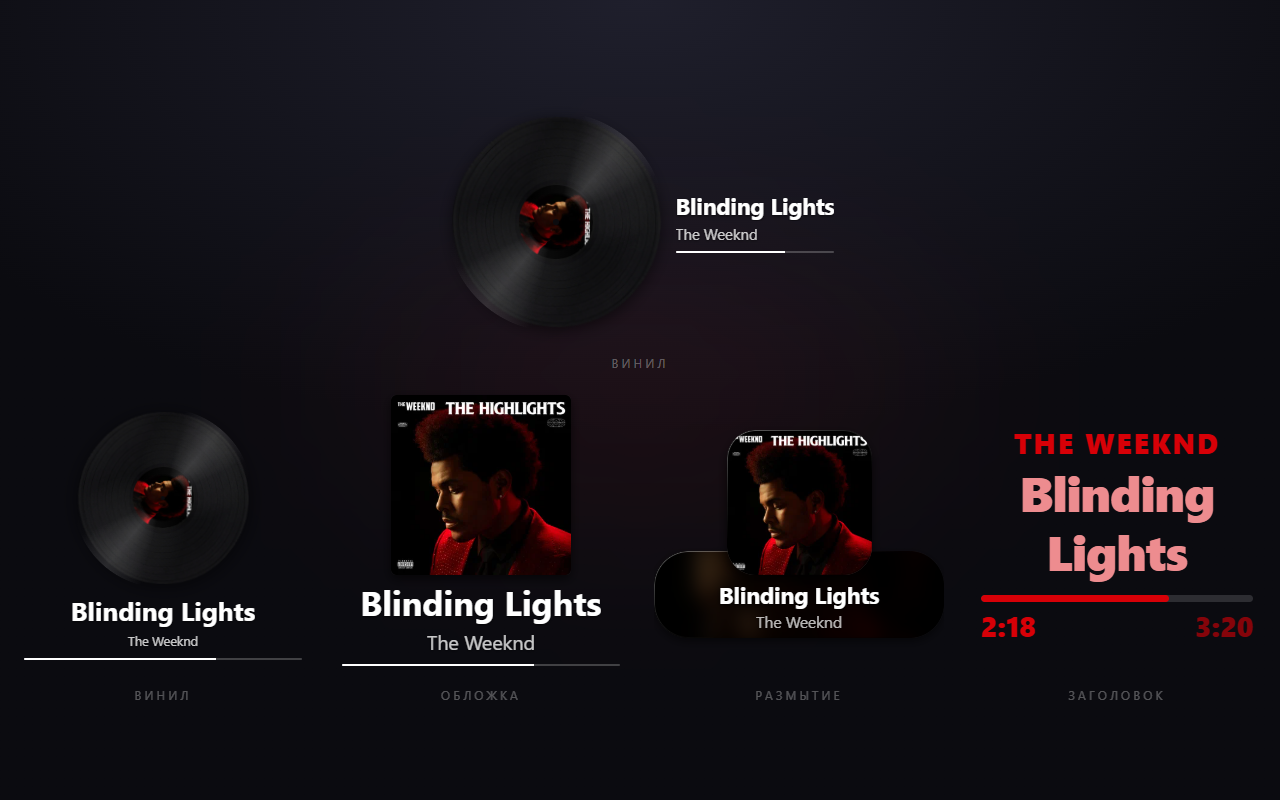 Blinding Lights
The Weeknd
ВИНИЛ
Blinding Lights
The Weeknd
ВИНИЛ
THE WEEKND THE HIGHLIGHTS
Blinding Lights
The Weeknd
ОБЛОЖКА
WEEKND THE HIGHLIGHTS
Blinding Lights
The Weeknd
РАЗМЫТИЕ
THE WEEKND
Blinding
Lights
2:18 3:20
ЗАГОЛОВОК